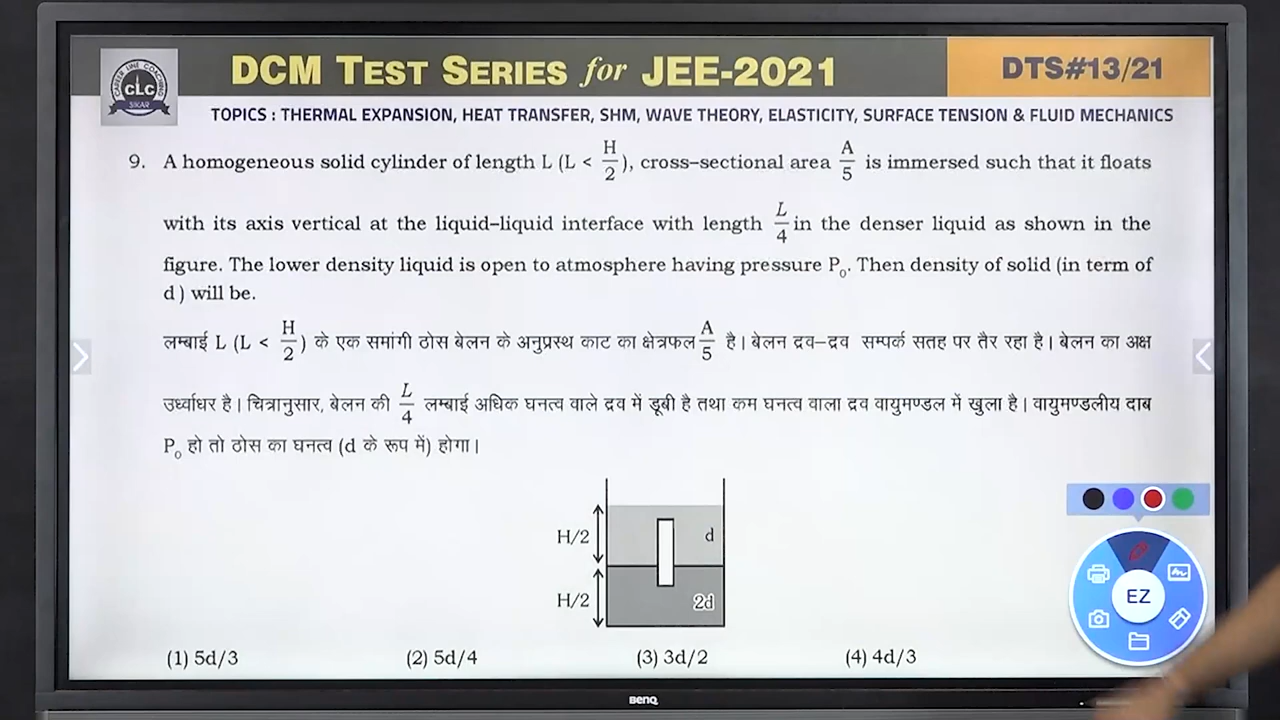 CAREER LINE COACHING
CLC
SIKAR
DCM TEST SERIES for JEE-2021
DTS#13/21
TOPICS : THERMAL EXPANSION, HEAT TRANSFER, SHM, WAVE THEORY, ELASTICITY, SURFACE TENSION & FLUID MECHANICS
9. A homogeneous solid cylinder of length L (L < H/2), cross–sectional area A/5 is immersed such that it floats
with its axis vertical at the liquid–liquid interface with length L/4 in the denser liquid as shown in the
figure. The lower density liquid is open to atmosphere having pressure P₀. Then density of solid (in term of
d) will be.
लम्बाई L (L < H/2) के एक समांगी ठोस बेलन के अनुप्रस्थ काट का क्षेत्रफल A/5 है। बेलन द्रव–द्रव सम्पर्क सतह पर तैर रहा है। बेलन का अक्ष
उर्ध्वाधर है। चित्रानुसार, बेलन की L/4 लम्बाई अधिक घनत्व वाले द्रव में डूबी है तथा कम घनत्व वाला द्रव वायुमण्डल में खुला है। वायुमण्डलीय दाब
P₀ हो तो ठोस का घनत्व (d के रूप में) होगा।
H/2
d
H/2
2d
EZ
(1) 5d/3 (2) 5d/4 (3) 3d/2 (4) 4d/3
BenQ